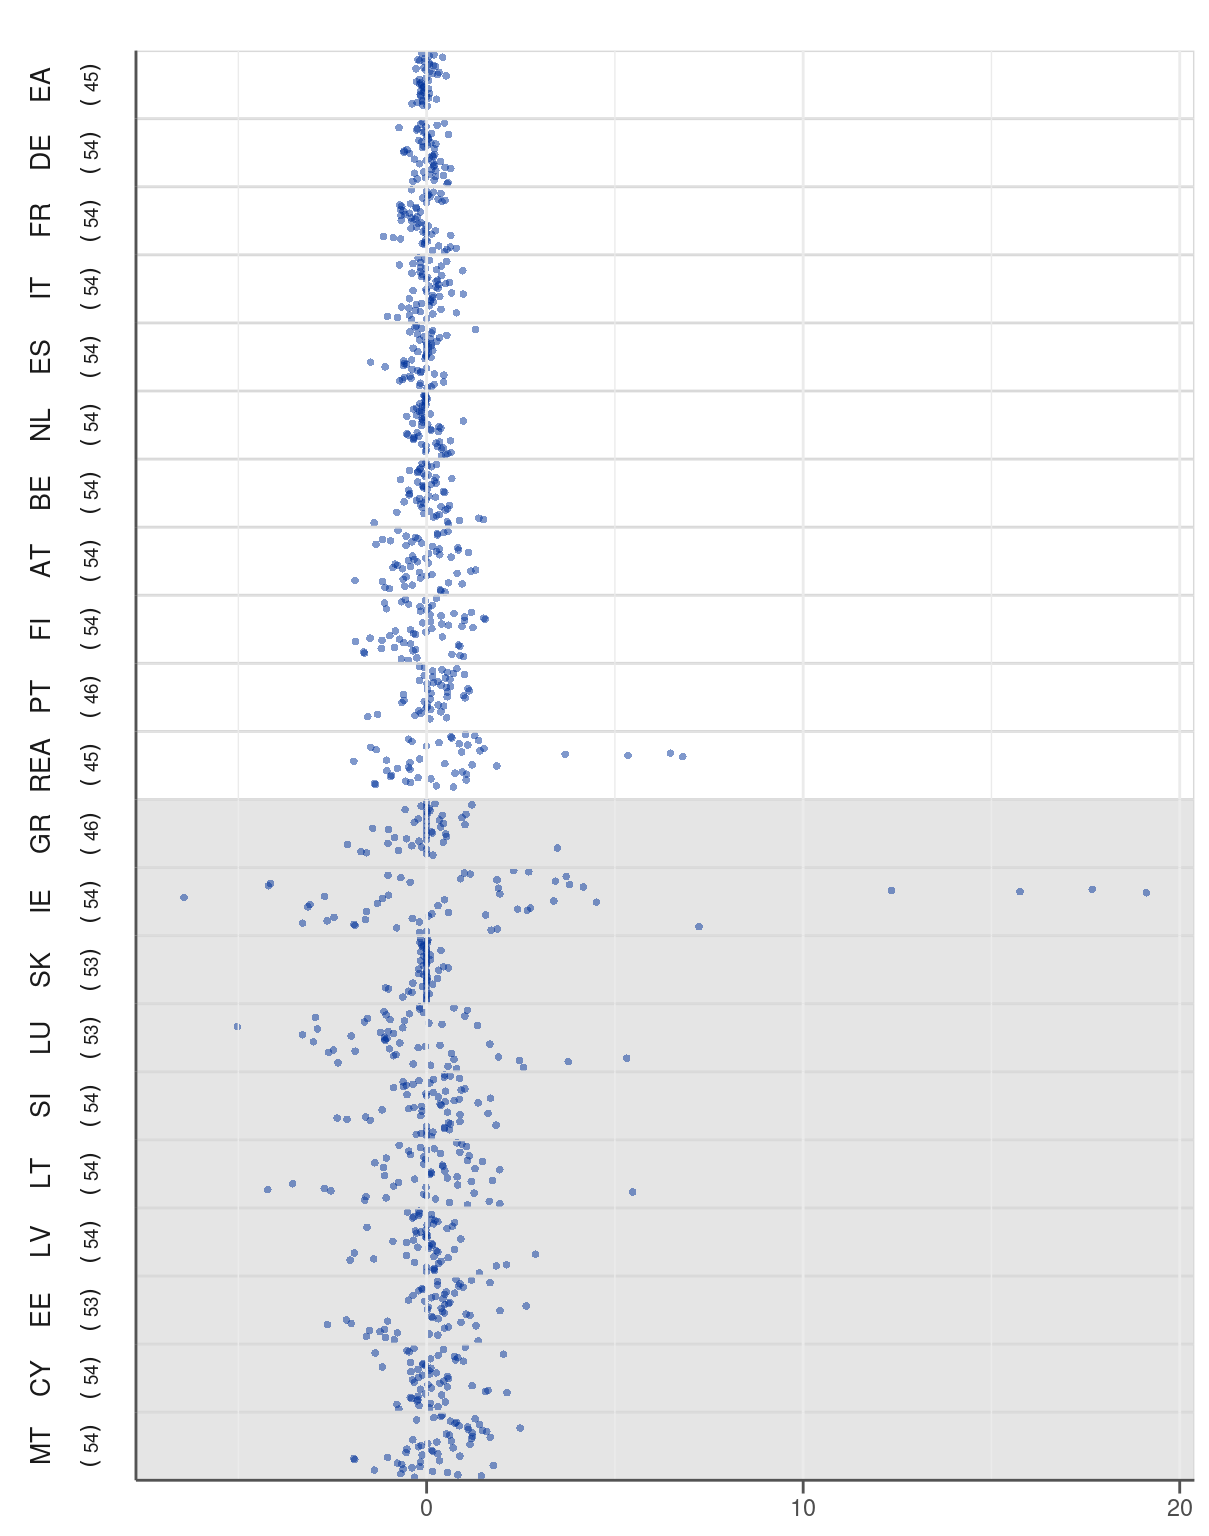 EA ( 45)
DE ( 54)
FR ( 54)
IT ( 54)
ES ( 54)
NL ( 54)
BE ( 54)
AT ( 54)
FI ( 54)
PT ( 46)
REA ( 45)
GR ( 46)
IE ( 54)
SK ( 53)
LU ( 53)
SI ( 54)
LT ( 54)
LV ( 54)
EE ( 53)
CY ( 54)
MT ( 54)
0 10 20